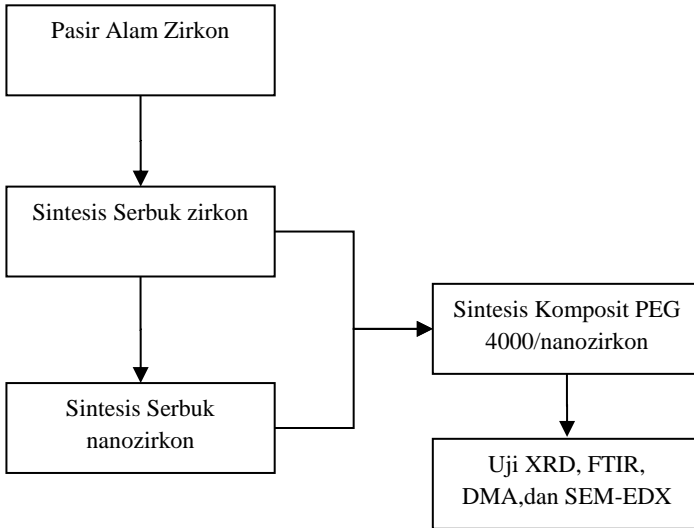 Pasir Alam Zirkon
Sintesis Serbuk zirkon
Sintesis Serbuk
nanozirkon
Sintesis Komposit PEG
4000/nanozirkon
Uji XRD, FTIR,
DMA,dan SEM-EDX